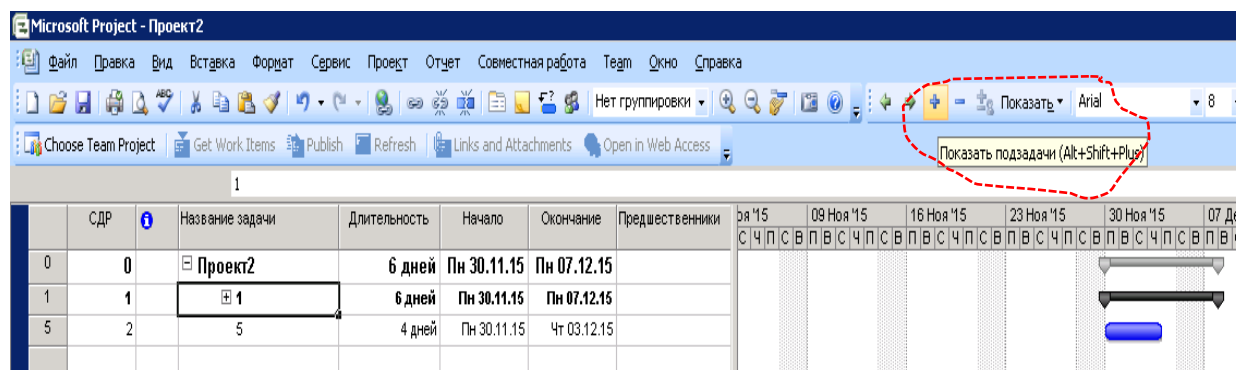 Microsoft Project - Проект2
Файл Правка Вид Вставка Формат Сервис Проект Отчет Совместная работа Team Окно Справка
Нет группировки Показать Arial 8
Choose Team Project Get Work Items Publish Refresh Links and Attachments Open in Web Access
Показать подзадачи (Alt+Shift+Plus)
1
СДР Название задачи Длительность Начало Окончание Предшественники оя '15 09 Ноя '15 16 Ноя '15 23 Ноя '15 30 Ноя '15 07 Де
С Ч П С В П В С Ч П С В П В С Ч П С В П В С Ч П С В П В С Ч П С В П В
0 0 Проект2 6 дней Пн 30.11.15 Пн 07.12.15
1 1 1 6 дней Пн 30.11.15 Пн 07.12.15
5 2 5 4 дней Пн 30.11.15 Чт 03.12.15